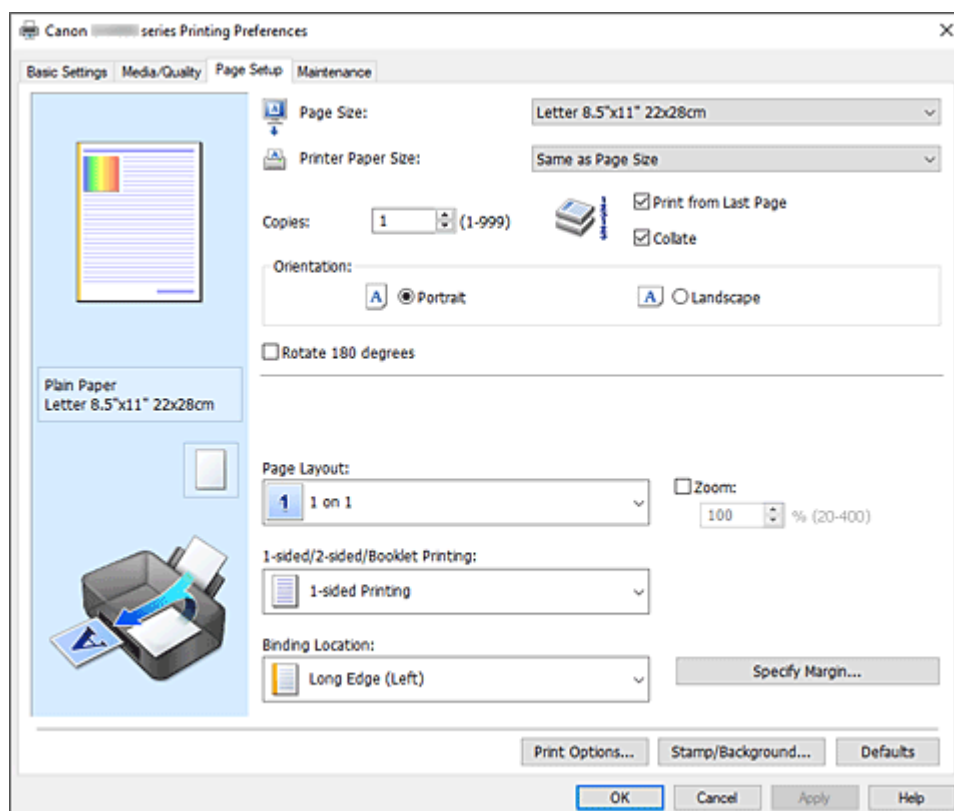 Canon series Printing Preferences
Basic Settings Media/Quality Page Setup Maintenance
Page Size: Letter 8.5"x11" 22x28cm
Printer Paper Size: Same as Page Size
Copies: 1 (1-999)
Print from Last Page
Collate
Orientation:
A Portrait A Landscape
Rotate 180 degrees
Plain Paper
Letter 8.5"x11" 22x28cm
Page Layout:
1 1 on 1
Zoom:
100 % (20-400)
1-sided/2-sided/Booklet Printing:
1-sided Printing
Binding Location:
Long Edge (Left)
Specify Margin...
A
Print Options... Stamp/Background... Defaults
OK Cancel Apply Help